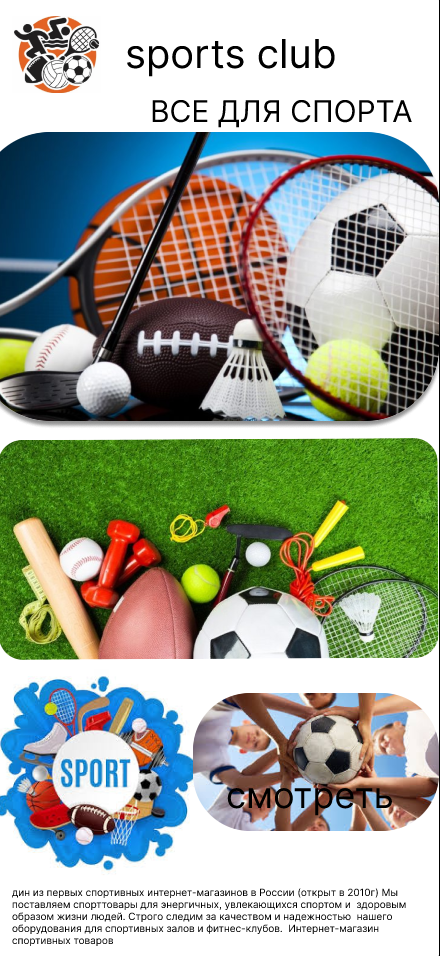 sports club
ВСЕ ДЛЯ СПОРТА
SPORT
смотреть
дин из первых спортивных интернет-магазинов в России (открыт в 2010г) Мы
поставляем спорттовары для энергичных, увлекающихся спортом и  здоровым
образом жизни людей. Строго следим за качеством и надежностью  нашего
оборудования для спортивных залов и фитнес-клубов.  Интернет-магазин
спортивных товаров